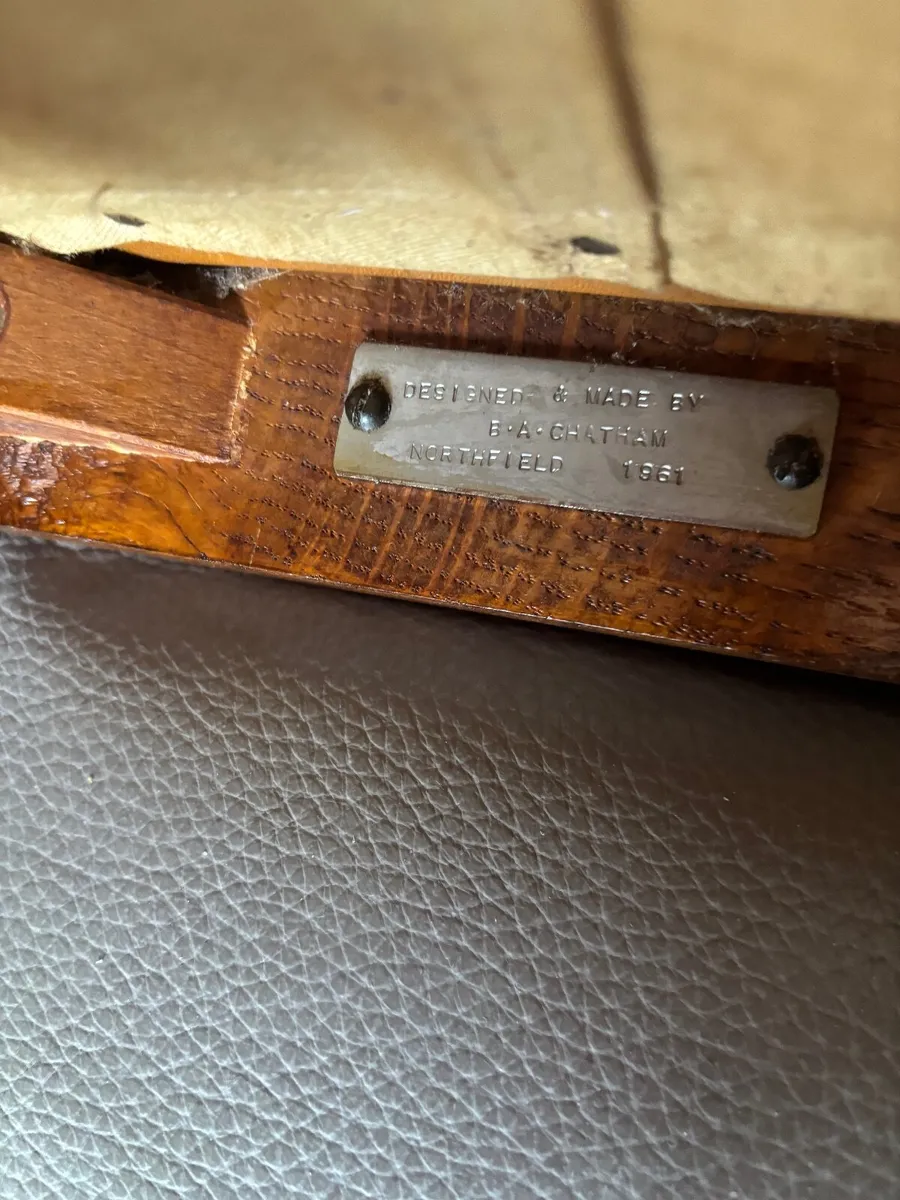 DESIGNED & MADE BY
B·A·CHATHAM
NORTHFIELD 1961